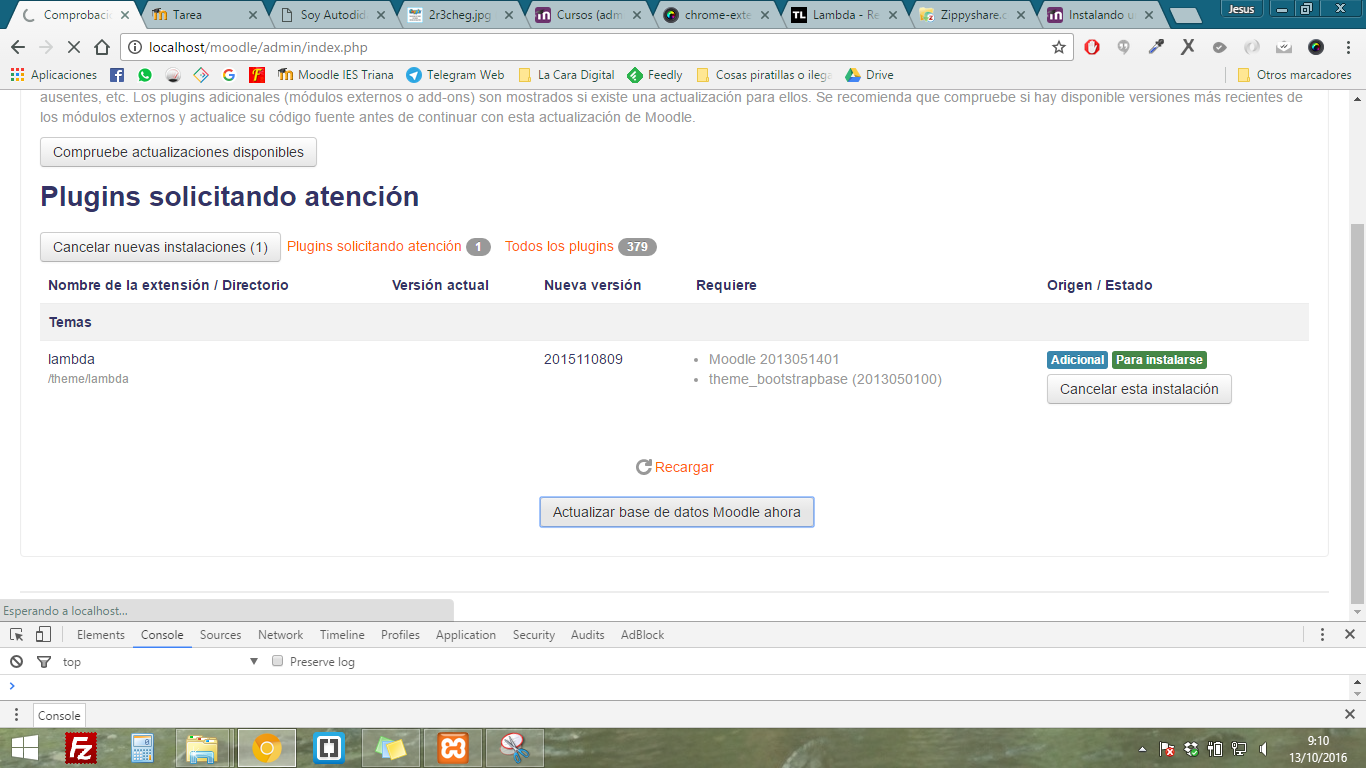 Comprobació
Tarea
Soy Autodida
2r3cheg.jpg
Cursos (adm
chrome-exte
Lambda - Re
Zippyshare.c
Instalando u
Jesus
localhost/moodle/admin/index.php
Aplicaciones
Moodle IES Triana
Telegram Web
La Cara Digital
Feedly
Cosas piratillas o ilega
Drive
Otros marcadores
ausentes, etc. Los plugins adicionales (módulos externos o add-ons) son mostrados si existe una actualización para ellos. Se recomienda que compruebe si hay disponible versiones más recientes de
los módulos externos y actualice su código fuente antes de continuar con esta actualización de Moodle.
Compruebe actualizaciones disponibles
Plugins solicitando atención
Cancelar nuevas instalaciones (1) Plugins solicitando atención 1 Todos los plugins 379
Nombre de la extensión / Directorio Versión actual Nueva versión Requiere Origen / Estado
Temas
lambda 2015110809 Moodle 2013051401 Adicional Para instalarse
/theme/lambda theme_bootstrapbase (2013050100)
Cancelar esta instalación
Recargar
Actualizar base de datos Moodle ahora
Esperando a localhost...
Elements Console Sources Network Timeline Profiles Application Security Audits AdBlock
top Preserve log
Console
9:10
13/10/2016